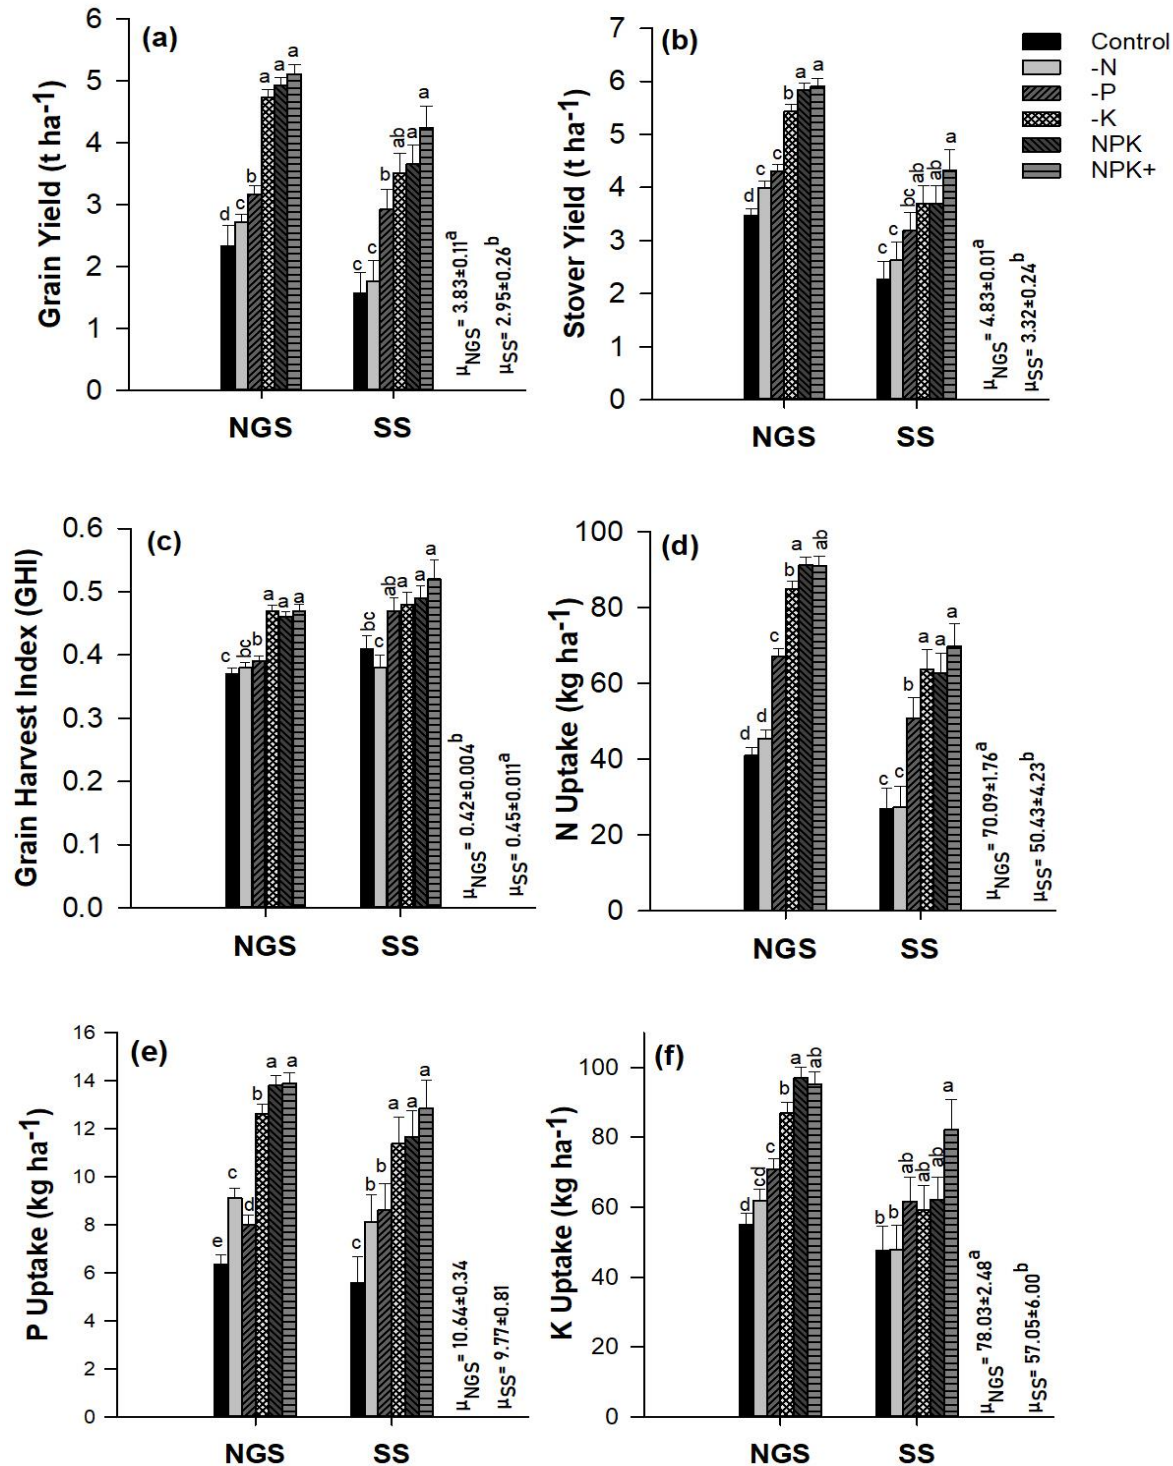 (a)
Grain Yield (t ha-1)
6
5
4
3
2
1
0
d c b a a a
c c b ab a a
NGS SS
μNGS= 3.83±0.11a
μSS= 2.95±0.26b
(b)
Stover Yield (t ha-1)
7
6
5
4
3
2
1
0
d c c b a a
c c bc ab ab a
NGS SS
μNGS= 4.83±0.01a
μSS= 3.32±0.24b
Control
-N
-P
-K
NPK
NPK+
(c)
Grain Harvest Index (GHI)
0.6
0.5
0.4
0.3
0.2
0.1
0.0
c bc b a a a
bc c ab a a a
NGS SS
μNGS= 0.42±0.004b
μSS= 0.45±0.011a
(d)
N Uptake (kg ha-1)
100
80
60
40
20
0
d d c b a ab
c c b a a a
NGS SS
μNGS= 70.09±1.76a
μSS= 50.43±4.23b
(e)
P Uptake (kg ha-1)
16
14
12
10
8
6
4
2
0
e c d b a a
c b b a a a
NGS SS
μNGS= 10.64±0.34
μSS= 9.77±0.81
(f)
K Uptake (kg ha-1)
100
80
60
40
20
0
d cd c b a ab
b b ab ab ab a
NGS SS
μNGS= 78.03±2.48a
μSS= 57.05±6.00b